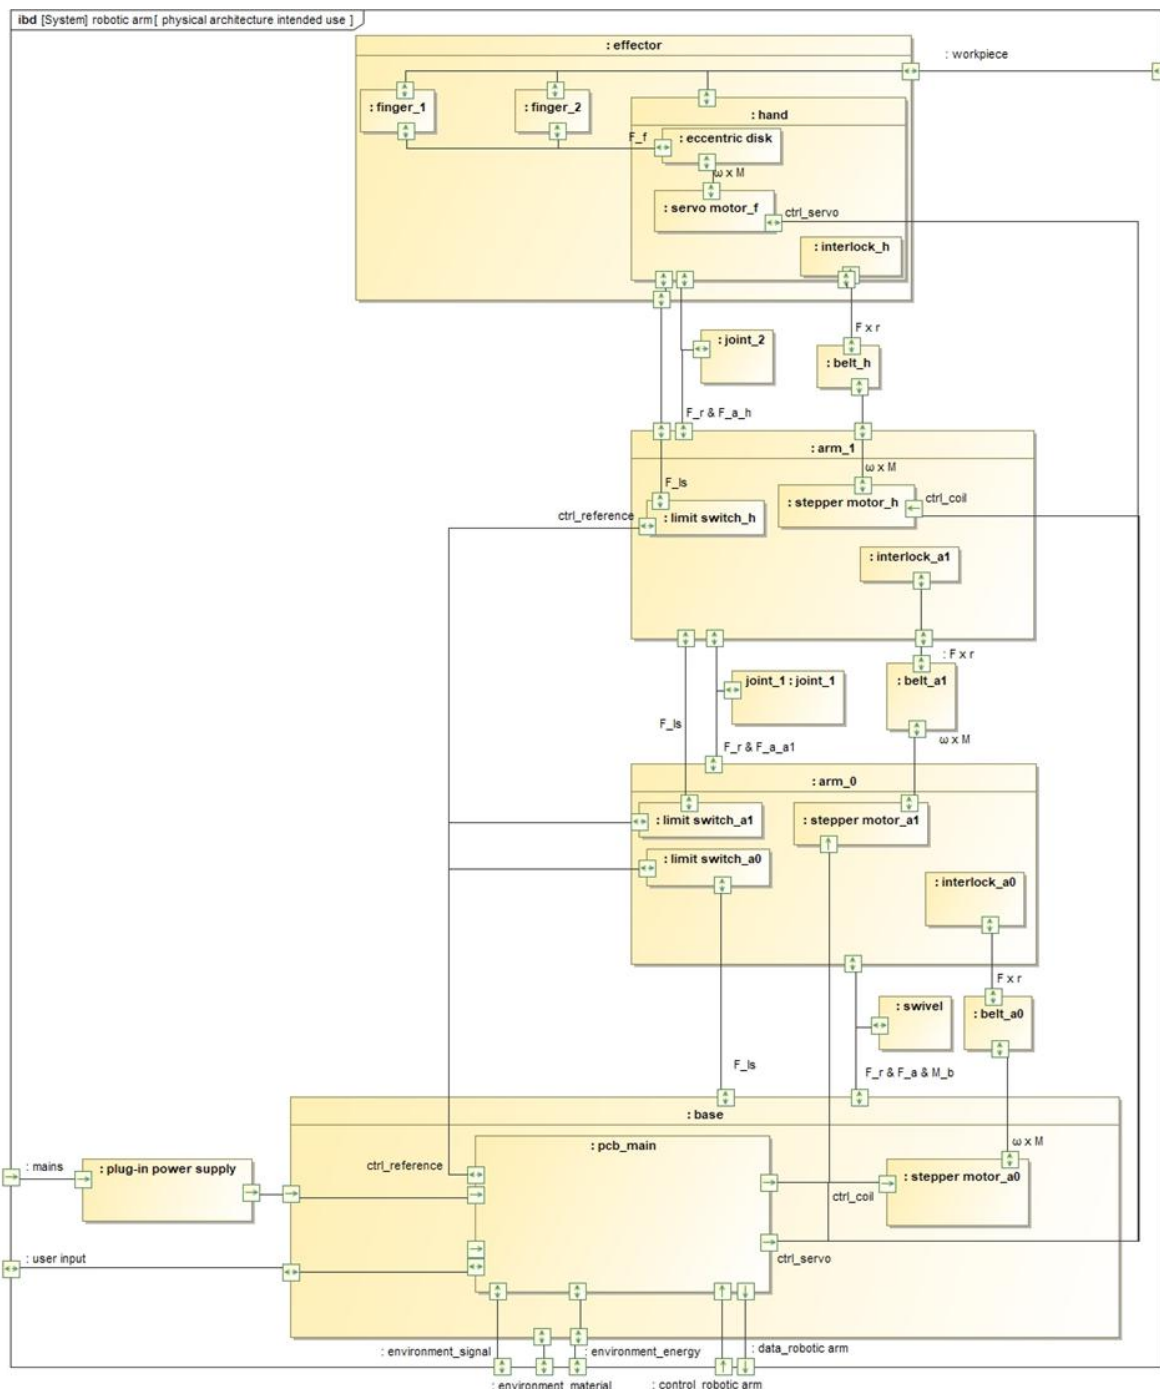 ibd [System] robotic arm[ physical architecture intended use ]
: effector
: workpiece
: finger_1
: finger_2
: hand
F_f
: eccentric disk
ω x M
: servo motor_f
ctrl_servo
: interlock_h
F x r
: joint_2
: belt_h
F_r & F_a_h
: arm_1
ω x M
F_ls
: stepper motor_h
ctrl_coil
ctrl_reference
: limit switch_h
: interlock_a1
: F x r
joint_1 : joint_1
: belt_a1
F_ls
F_r & F_a_a1
ω x M
: arm_0
: limit switch_a1
: stepper motor_a1
: limit switch_a0
: interlock_a0
F x r
: swivel
: belt_a0
F_ls
F_r & F_a & M_b
: base
: pcb_main
ω x M
: mains
: plug-in power supply
ctrl_reference
: stepper motor_a0
ctrl_coil
: user input
ctrl_servo
: environment_signal
: environment_energy
: data_robotic arm
: environment_material
: control_robotic arm